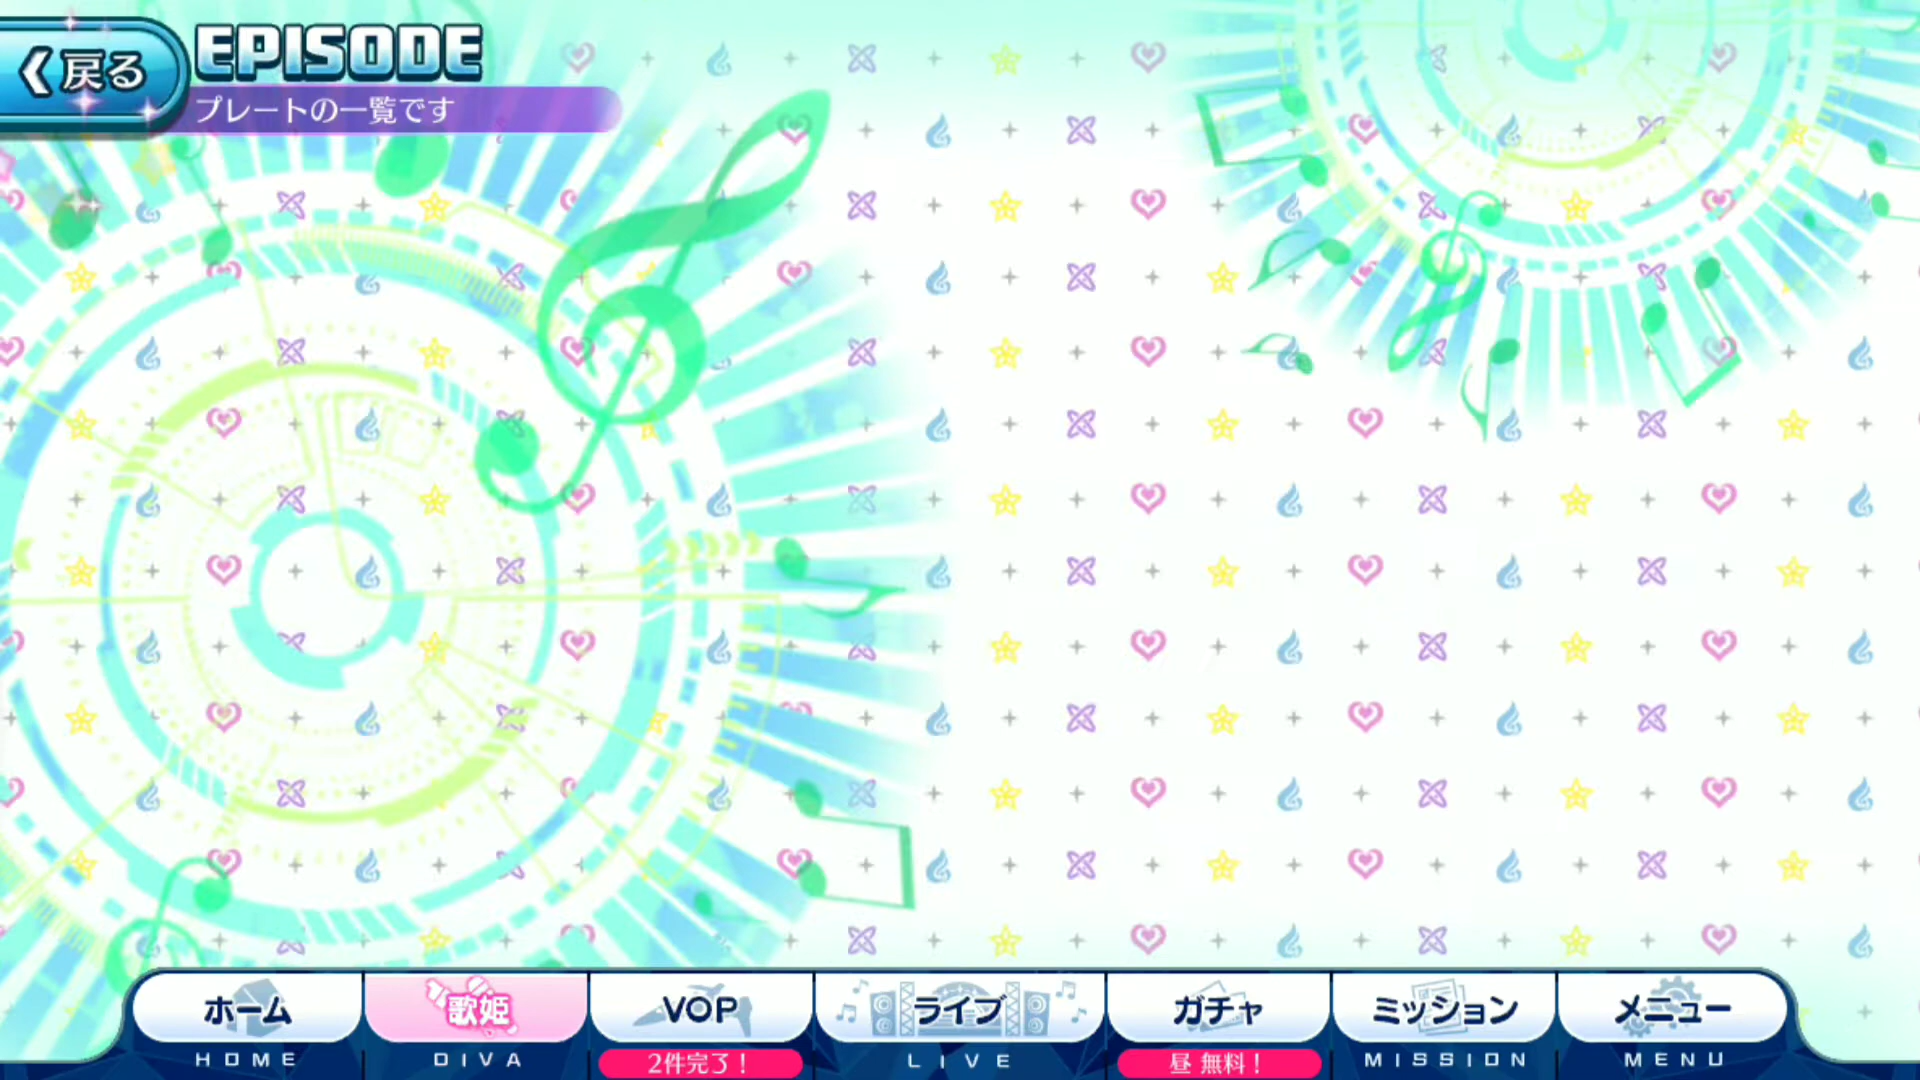 戻る
EPISODE
プレートの一覧です
ホーム
歌姫
VOP
ライブ
ガチャ
ミッション
メニュー
HOME
DIVA
2件完了！
LIVE
昼 無料！
MISSION
MENU